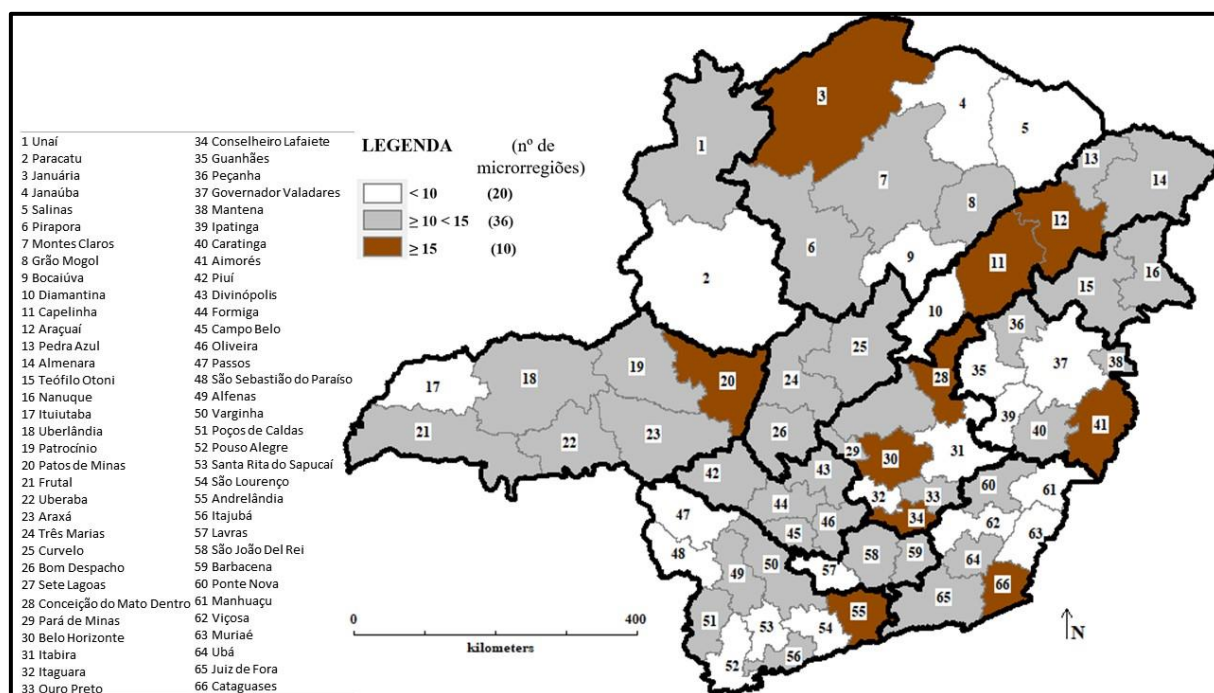 1 Unaí
2 Paracatu
3 Januária
4 Janaúba
5 Salinas
6 Pirapora
7 Montes Claros
8 Grão Mogol
9 Bocaiúva
10 Diamantina
11 Capelinha
12 Araçuaí
13 Pedra Azul
14 Almenara
15 Teófilo Otoni
16 Nanuque
17 Ituiutaba
18 Uberlândia
19 Patrocínio
20 Patos de Minas
21 Frutal
22 Uberaba
23 Araxá
24 Três Marias
25 Curvelo
26 Bom Despacho
27 Sete Lagoas
28 Conceição do Mato Dentro
29 Pará de Minas
30 Belo Horizonte
31 Itabira
32 Itaguara
33 Ouro Preto
34 Conselheiro Lafaiete
35 Guanhães
36 Peçanha
37 Governador Valadares
38 Mantena
39 Ipatinga
40 Caratinga
41 Aimorés
42 Piuí
43 Divinópolis
44 Formiga
45 Campo Belo
46 Oliveira
47 Passos
48 São Sebastião do Paraíso
49 Alfenas
50 Varginha
51 Poços de Caldas
52 Pouso Alegre
53 Santa Rita do Sapucaí
54 São Lourenço
55 Andrelândia
56 Itajubá
57 Lavras
58 São João Del Rei
59 Barbacena
60 Ponte Nova
61 Manhuaçu
62 Viçosa
63 Muriaé
64 Ubá
65 Juiz de Fora
66 Cataguases
LEGENDA (nº de
microrregiões)
< 10 (20)
≥ 10 < 15 (36)
≥ 15 (10)
3
4
5
1
13
14
7
8
12
6
9
11
2
10
15
16
36
25
19
20
28
35
37
38
17
18
24
39
41
21
22
23
26
40
29
30
31
42
43
60
61
32
33
44
34
62
63
47
45
46
58
59
48
50
57
64
49
66
65
51
53
54
55
52
56
0
400
kilometers
N